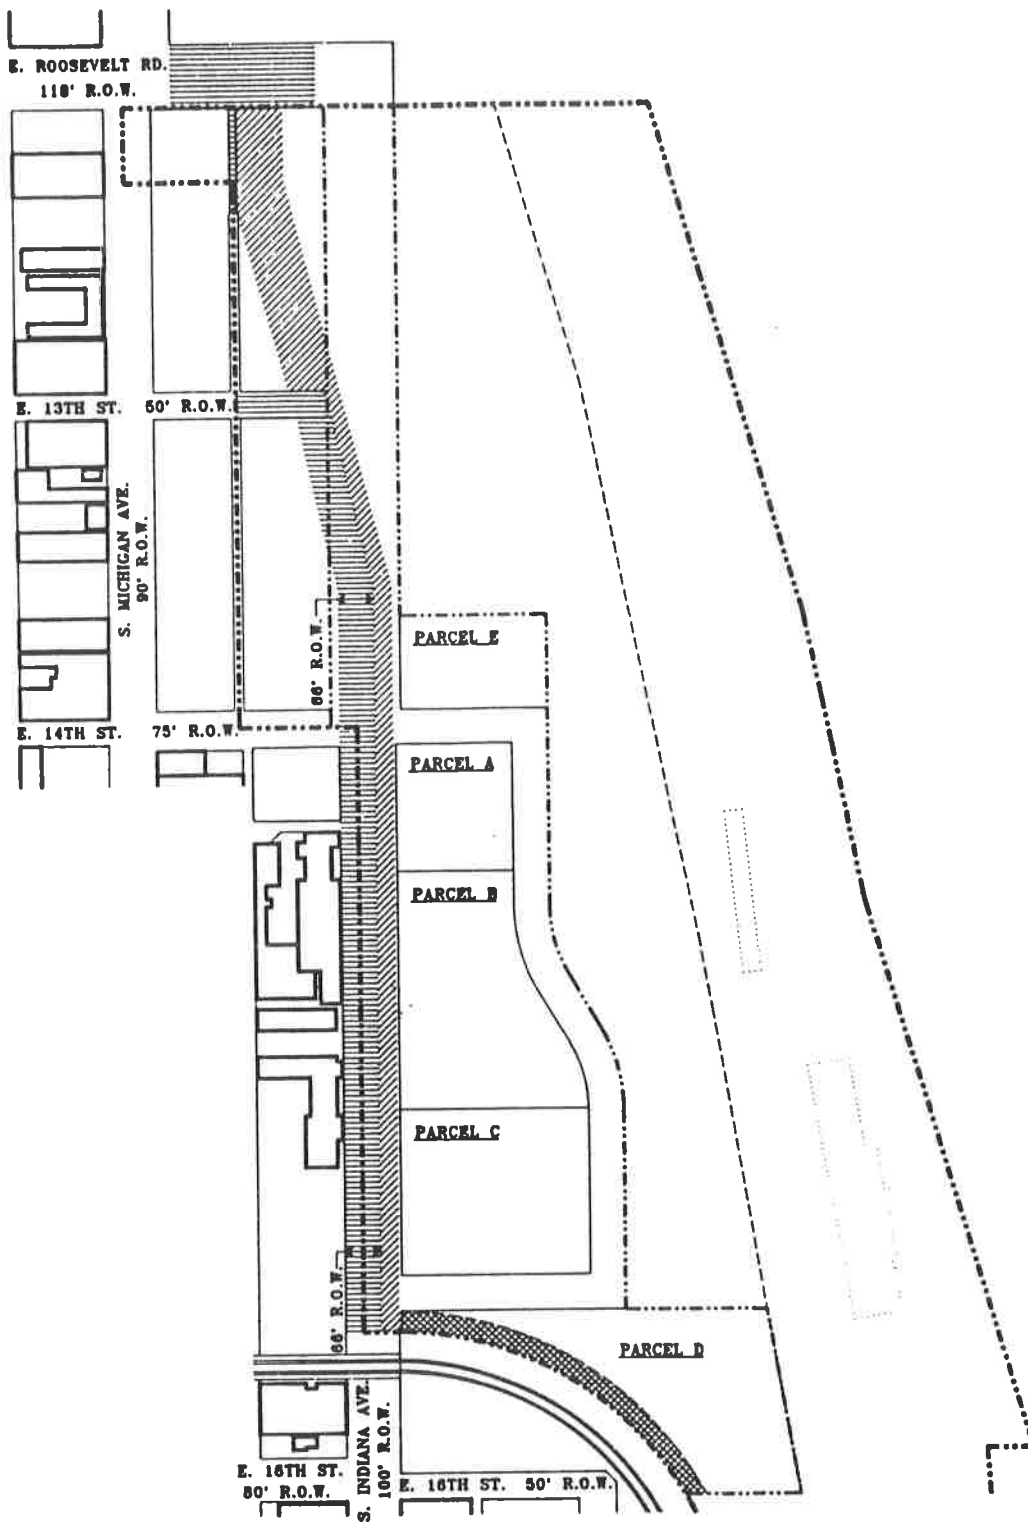 E. ROOSEVELT RD.
118' R.O.W.
E. 13TH ST. 50' R.O.W.
S. MICHIGAN AVE.
90' R.O.W.
66' R.O.W.
PARCEL E
E. 14TH ST. 75' R.O.W.
PARCEL A
PARCEL B
PARCEL C
66' R.O.W.
PARCEL D
S. INDIANA AVE.
100' R.O.W.
E. 16TH ST.
80' R.O.W.
E. 16TH ST. 50' R.O.W.